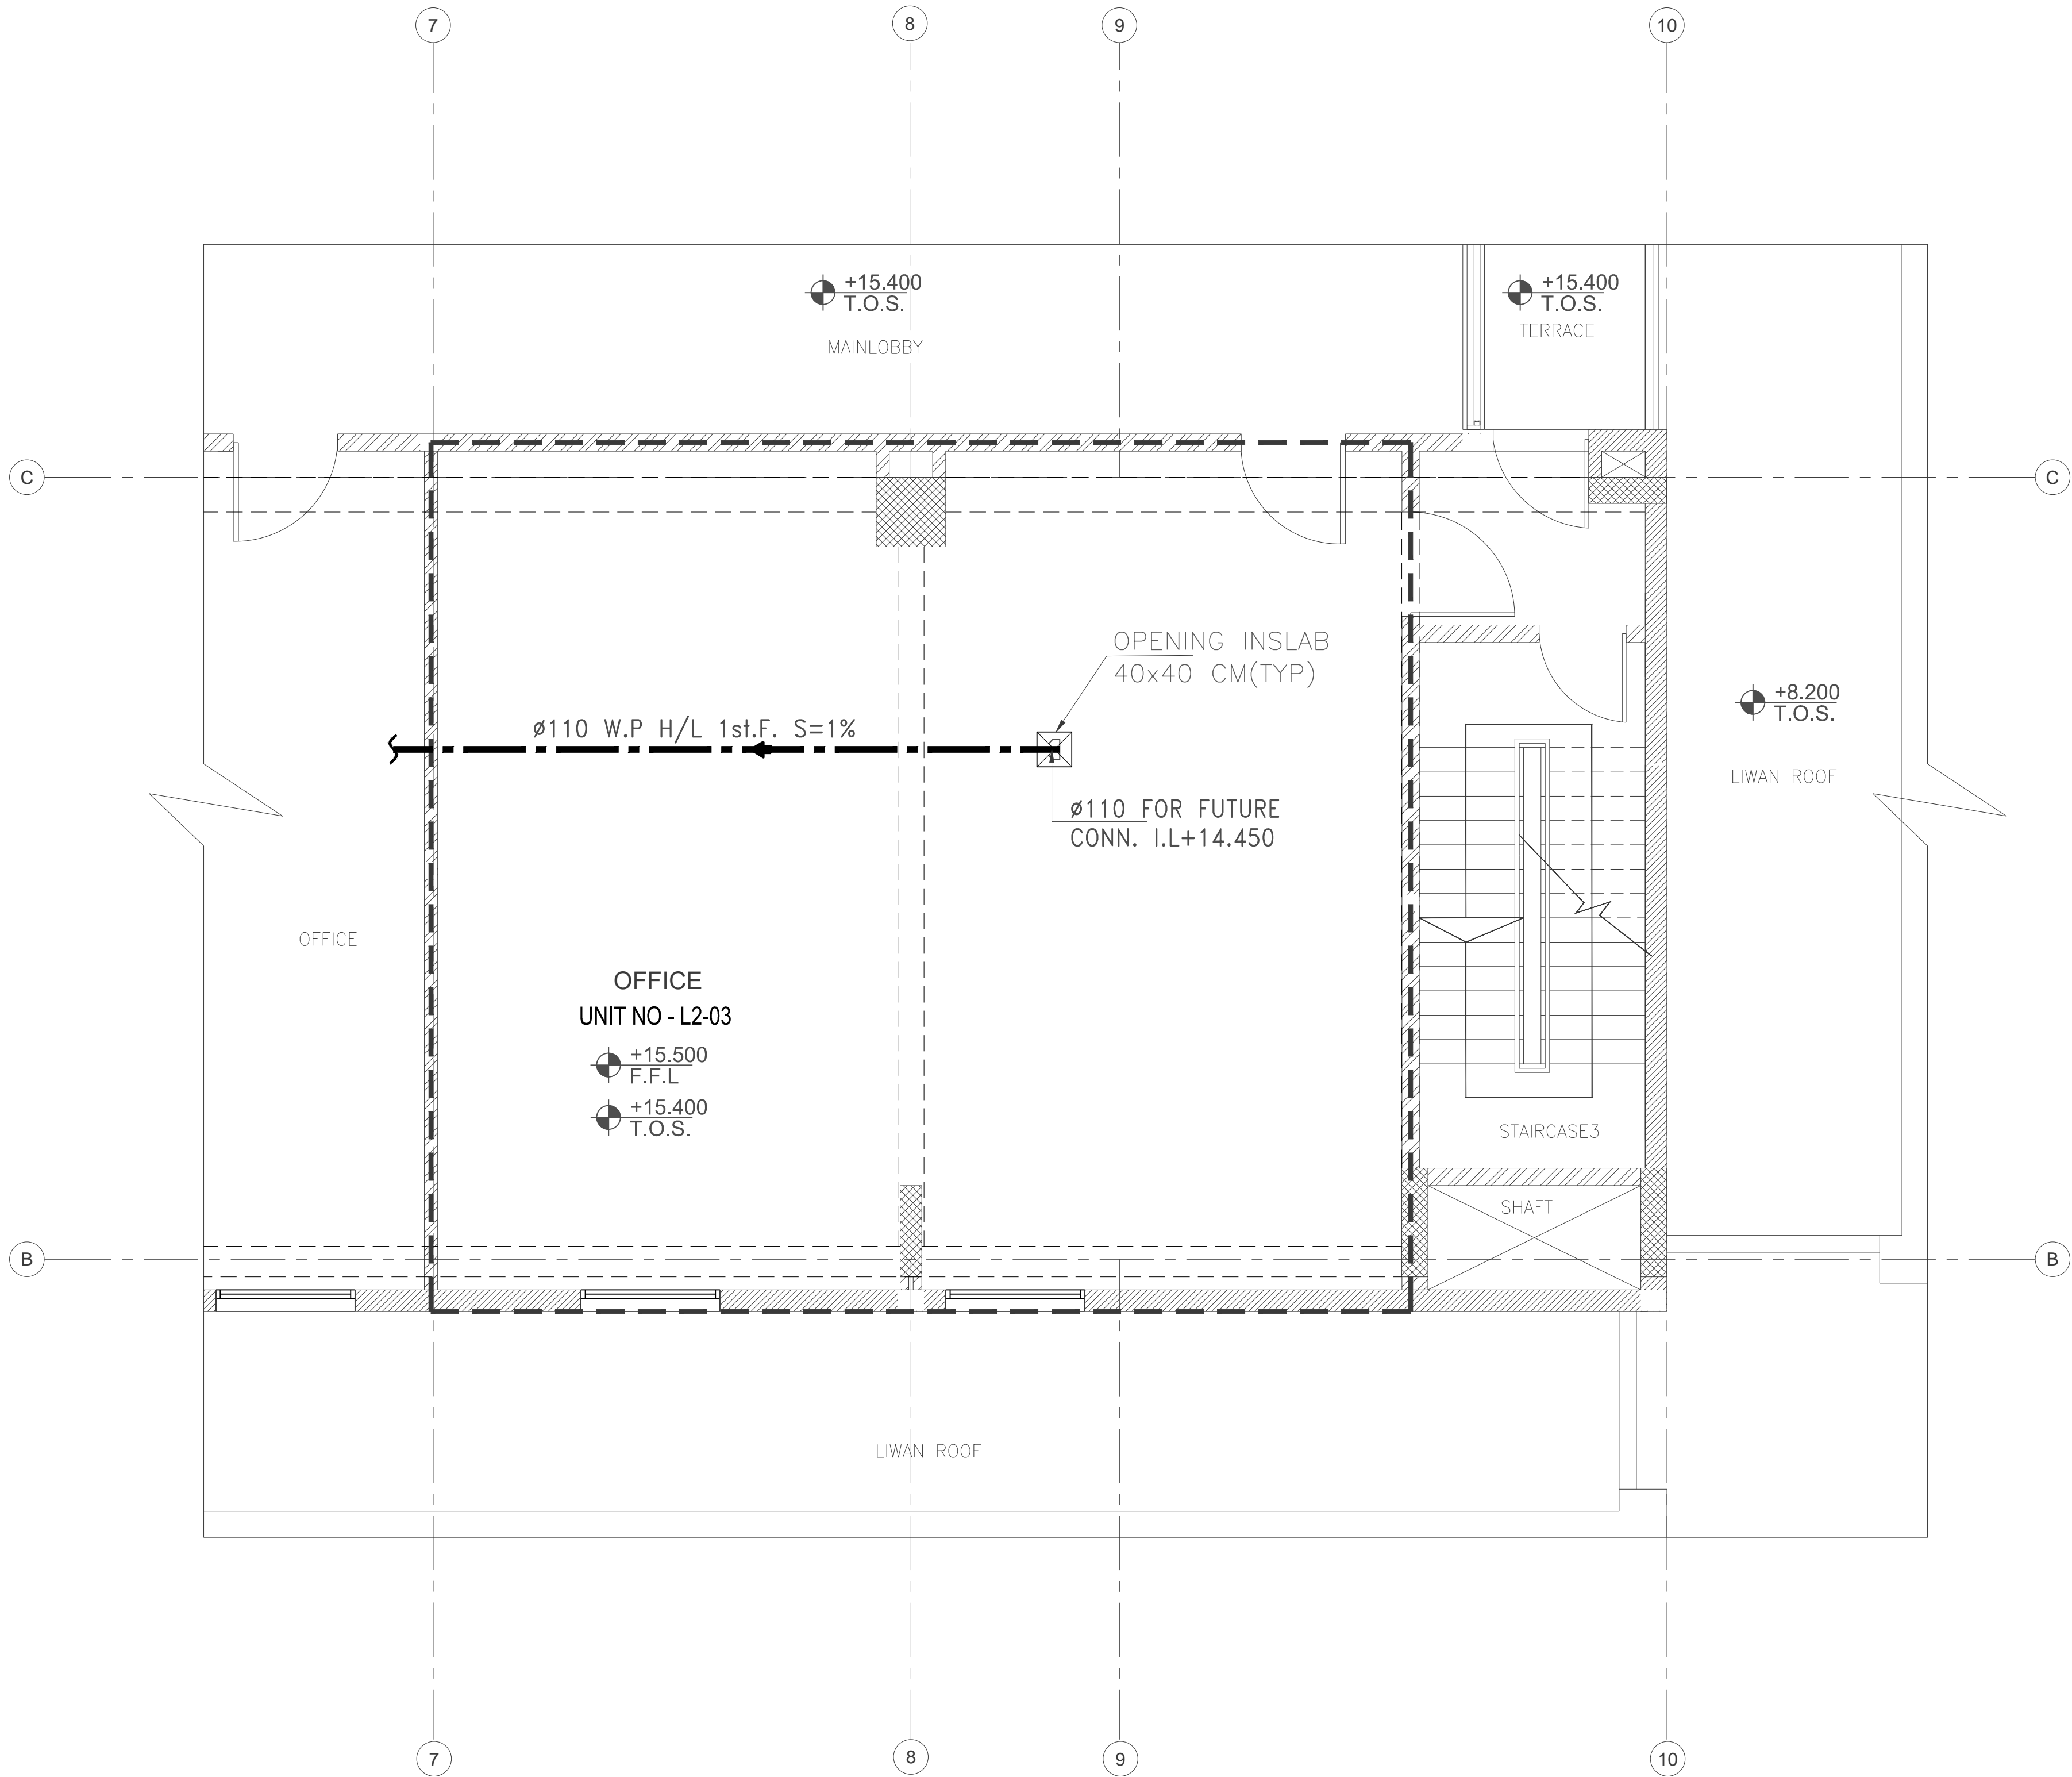 7
8
9
10
+15.400
T.O.S.
MAINLOBBY
+15.400
T.O.S.
TERRACE
C
C
OPENING INSLAB
40x40 CM(TYP)
ø110 W.P H/L 1st.F. S=1%
ø110 FOR FUTURE
CONN. I.L+14.450
+8.200
T.O.S.
LIWAN ROOF
OFFICE
OFFICE
UNIT NO - L2-03
+15.500
F.F.L
+15.400
T.O.S.
STAIRCASE3
SHAFT
B
B
LIWAN ROOF
7
8
9
10